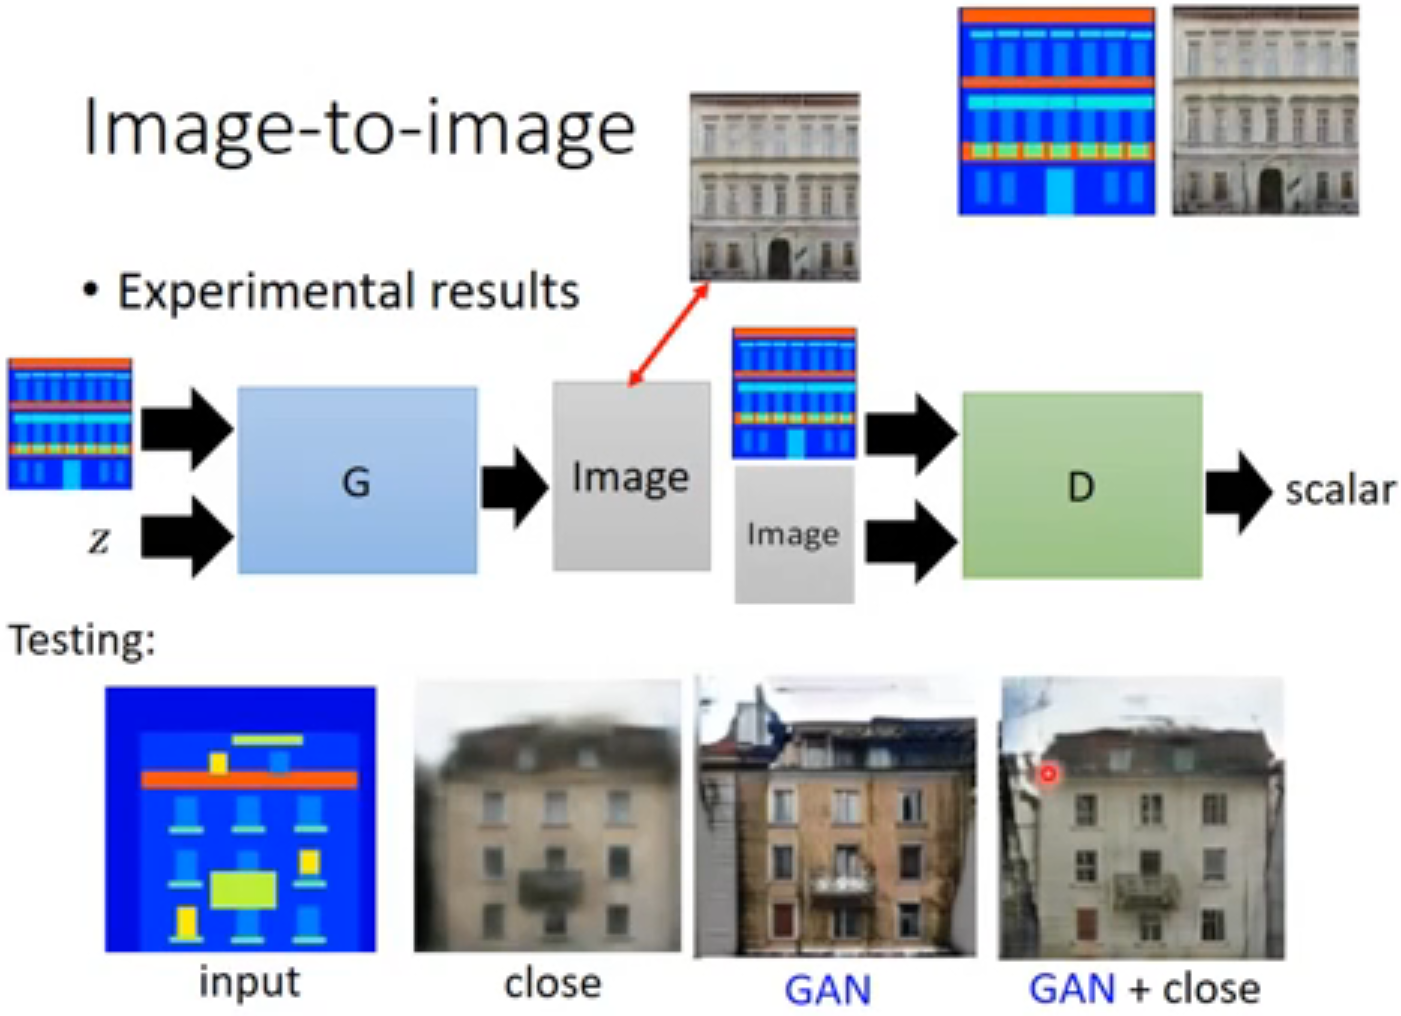 Image-to-image
• Experimental results
G
Image
Image
D
scalar
z
Testing:
input
close
GAN
GAN + close